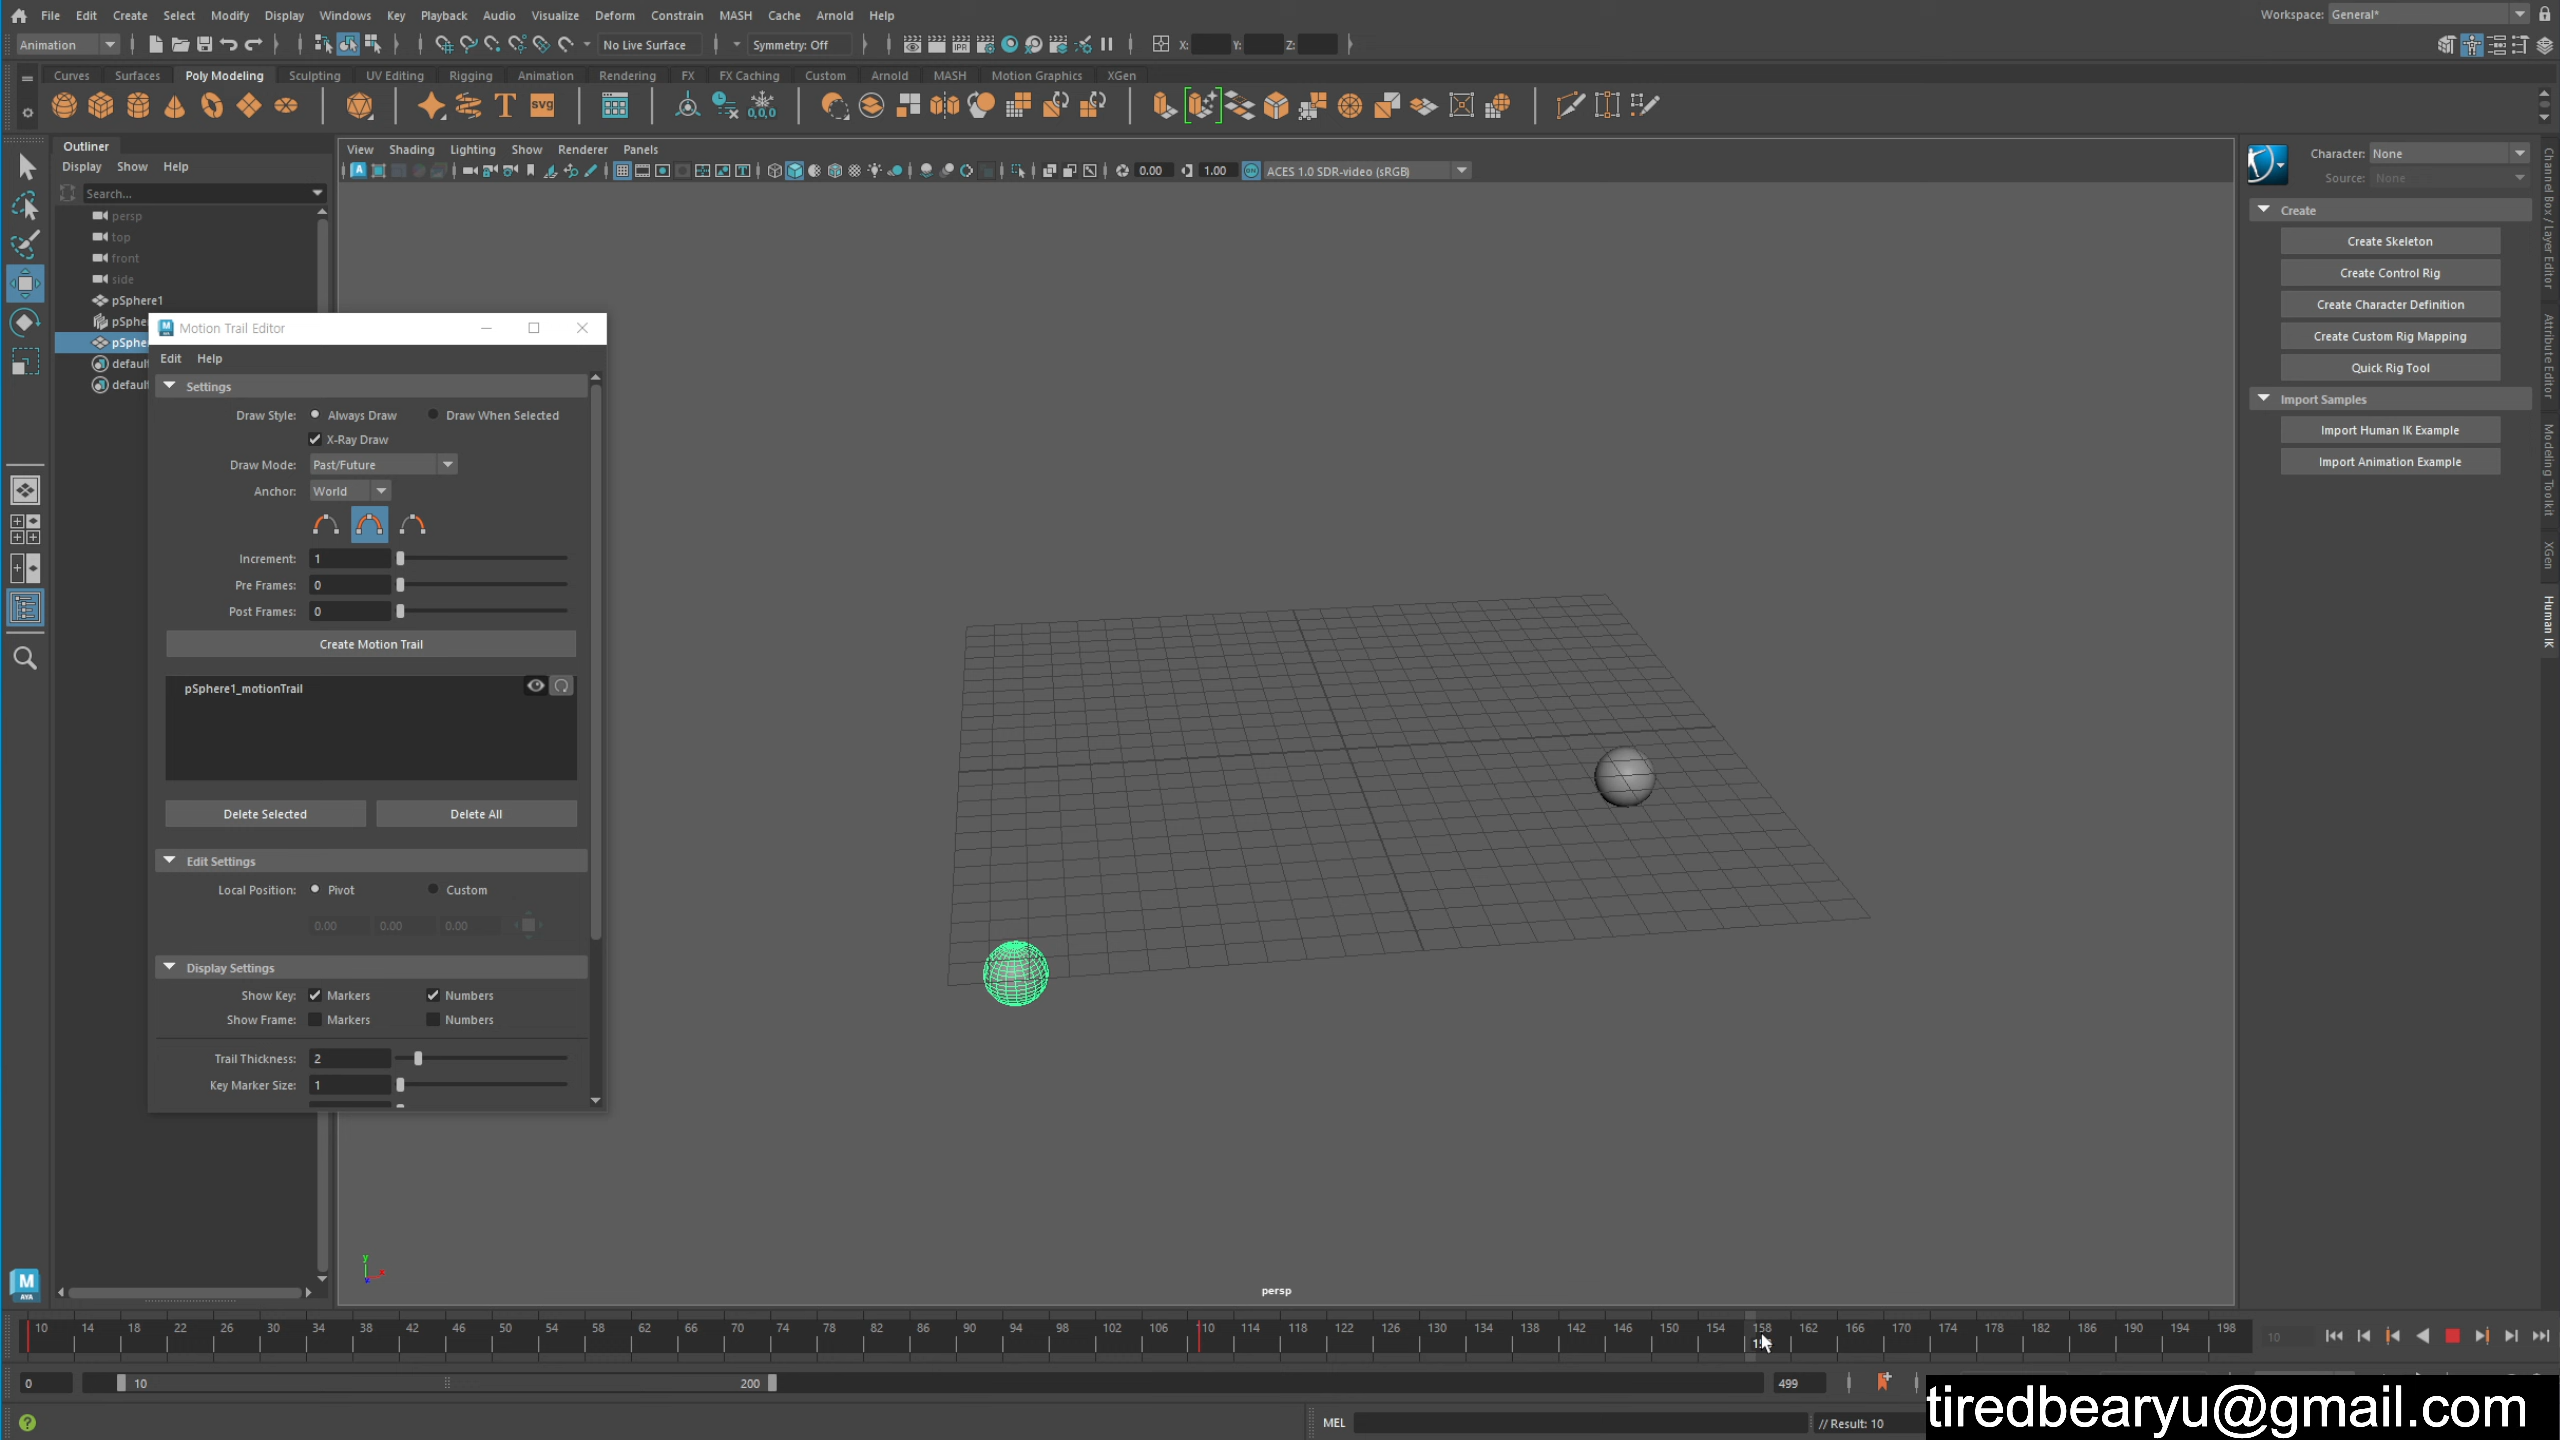 File Edit Create Select Modify Display Windows Key Playback Audio Visualize Deform Constrain MASH Cache Arnold Help
Workspace: General*
Animation No Live Surface Symmetry: Off X: Y: Z:
Curves Surfaces Poly Modeling Sculpting UV Editing Rigging Animation Rendering FX FX Caching Custom Arnold MASH Motion Graphics XGen
Outliner
Display Show Help
Search...
persp
top
front
side
pSphere1
View Shading Lighting Show Renderer Panels
0.00 1.00 ACES 1.0 SDR-video (sRGB)
Motion Trail Editor
Edit Help
Settings
Draw Style: Always Draw Draw When Selected
X-Ray Draw
Draw Mode: Past/Future
Anchor: World
Increment: 1
Pre Frames: 0
Post Frames: 0
Create Motion Trail
pSphere1_motionTrail
Delete Selected Delete All
Edit Settings
Local Position: Pivot Custom
0.00 0.00 0.00
Display Settings
Show Key: Markers Numbers
Show Frame: Markers Numbers
Trail Thickness: 2
Key Marker Size: 1
persp
Character: None
Source: None
Create
Create Skeleton
Create Control Rig
Create Character Definition
Create Custom Rig Mapping
Quick Rig Tool
Import Samples
Import Human IK Example
Import Animation Example
Channel Box / Layer Editor
Attribute Editor
Modeling Toolkit
XGen
Human IK
10 14 18 22 26 30 34 38 42 46 50 54 58 62 66 70 74 78 82 86 90 94 98 102 106 110 114 118 122 126 130 134 138 142 146 150 154 158 162 166 170 174 178 182 186 190 194 198 10
0 10 200 499
MEL // Result: 10
tiredbearyu@gmail.com